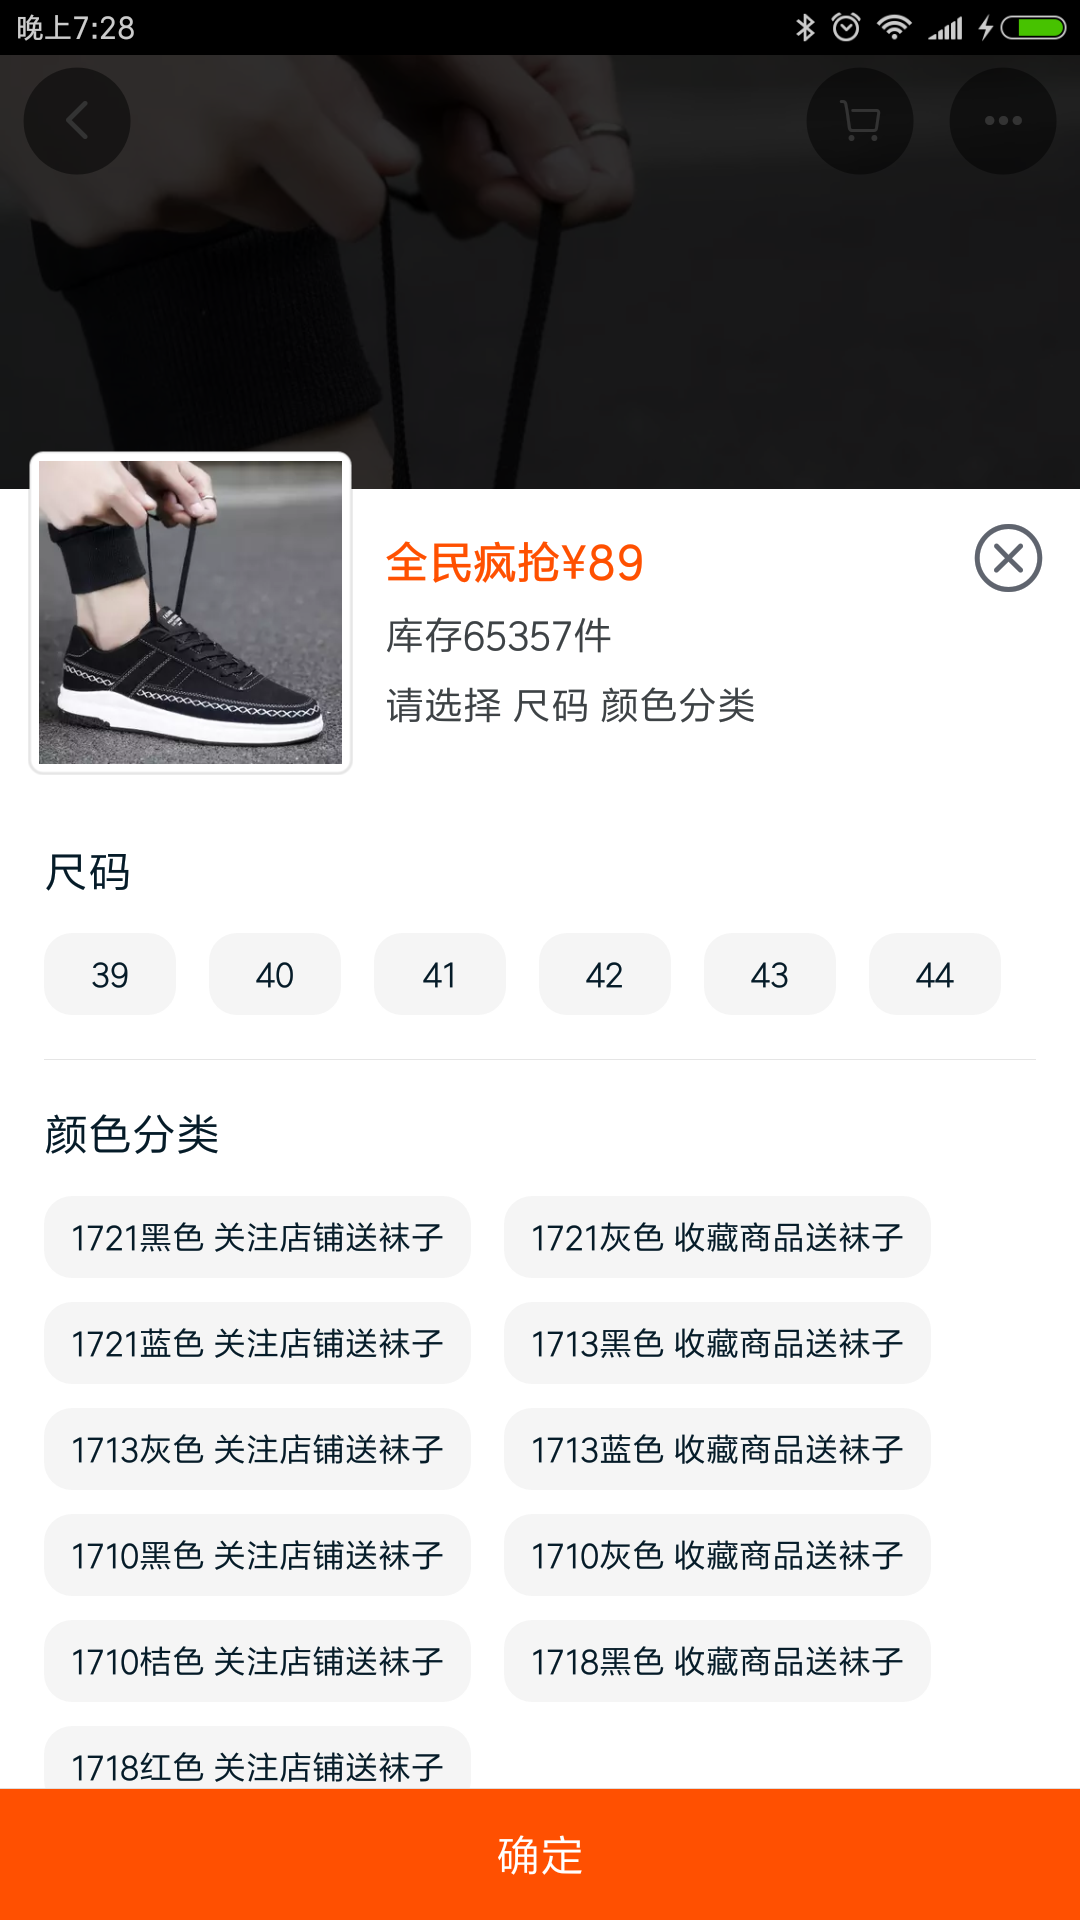 晚上7:28
全民疯抢¥89
库存65357件
请选择 尺码 颜色分类
尺码
39 40 41 42 43 44
颜色分类
1721黑色 关注店铺送袜子 1721灰色 收藏商品送袜子
1721蓝色 关注店铺送袜子 1713黑色 收藏商品送袜子
1713灰色 关注店铺送袜子 1713蓝色 收藏商品送袜子
1710黑色 关注店铺送袜子 1710灰色 收藏商品送袜子
1710桔色 关注店铺送袜子 1718黑色 收藏商品送袜子
1718红色 关注店铺送袜子
确定